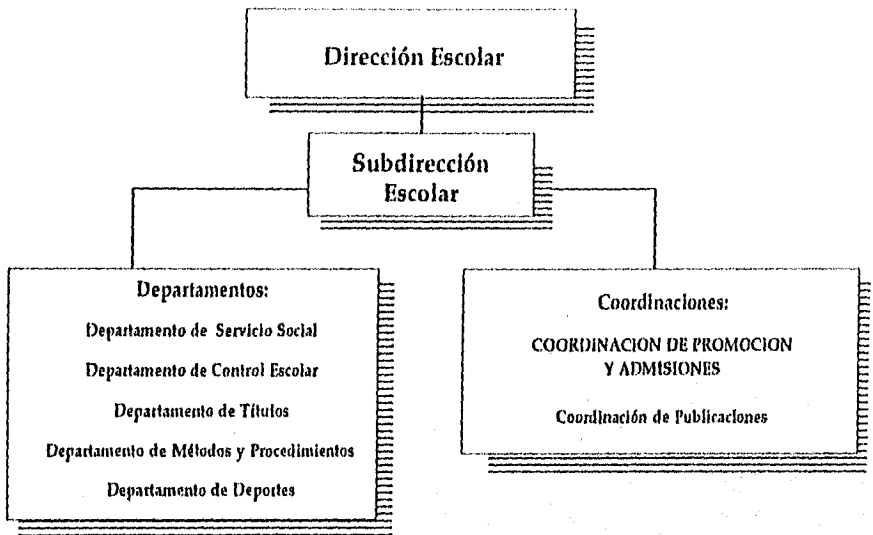 Dirección Escolar
Subdirección
Escolar
Departamentos:
Departamento de Servicio Social
Departamento de Control Escolar
Departamento de Títulos
Departamento de Métodos y Procedimientos
Departamento de Deportes
Coordinaciones:
COORDINACION DE PROMOCION
Y ADMISIONES
Coordinación de Publicaciones